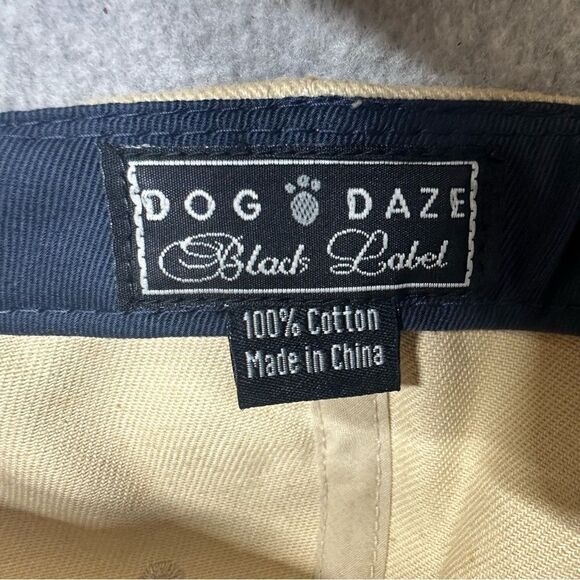 DOG DAZE
Black Label
100% Cotton
Made in China